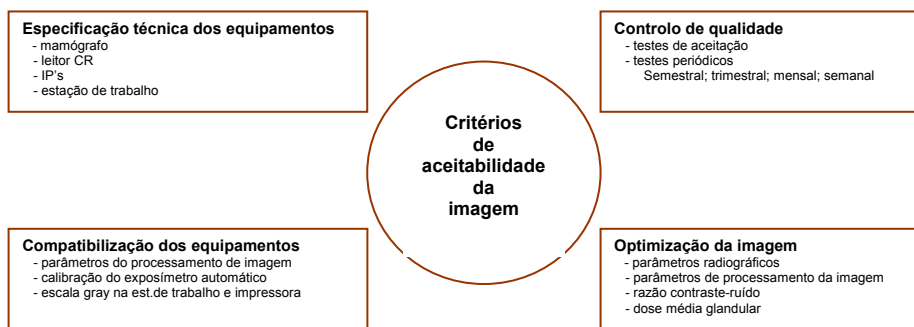 Especificação técnica dos equipamentos
- mamógrafo
- leitor CR
- IP's
- estação de trabalho
Controlo de qualidade
- testes de aceitação
- testes periódicos
Semestral; trimestral; mensal; semanal
Critérios
de
aceitabilidade
da
imagem
Compatibilização dos equipamentos
- parâmetros do processamento de imagem
- calibração do exposímetro automático
- escala gray na est.de trabalho e impressora
Optimização da imagem
- parâmetros radiográficos
- parâmetros de processamento da imagem
- razão contraste-ruído
- dose média glandular